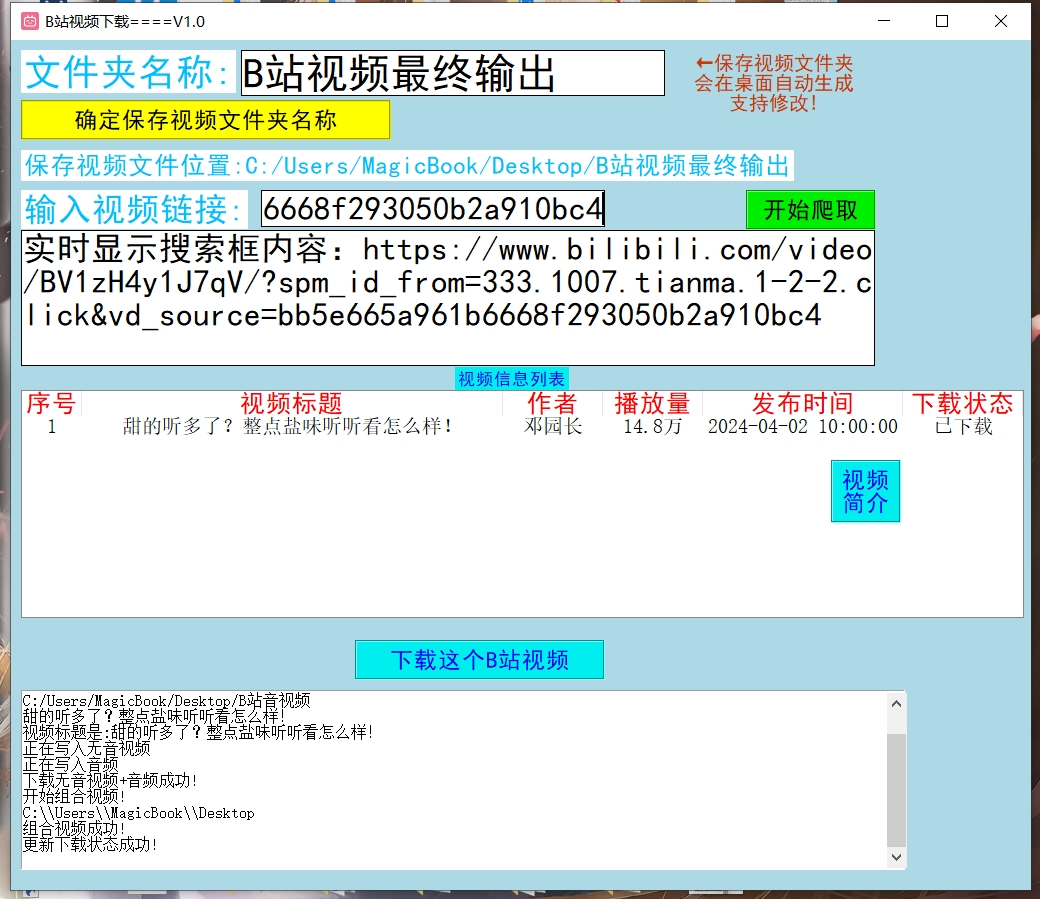 B站视频下载====V1.0
文件夹名称:
B站视频最终输出
←保存视频文件夹
会在桌面自动生成
支持修改!
确定保存视频文件夹名称
保存视频文件位置:C:/Users/MagicBook/Desktop/B站视频最终输出
输入视频链接:
6668f293050b2a910bc4
开始爬取
实时显示搜索框内容：https://www.bilibili.com/video
/BV1zH4y1J7qV/?spm_id_from=333.1007.tianma.1-2-2.c
lick&vd_source=bb5e665a961b6668f293050b2a910bc4
视频信息列表
序号 视频标题 作者 播放量 发布时间 下载状态
1 甜的听多了？整点盐味听听看怎么样！ 邓园长 14.8万 2024-04-02 10:00:00 已下载
视频
简介
下载这个B站视频
C:/Users/MagicBook/Desktop/B站音视频
甜的听多了？整点盐味听听看怎么样!
视频标题是:甜的听多了？整点盐味听听看怎么样!
正在写入无音视频
正在写入音频
下载无音视频+音频成功!
开始组合视频!
C:\\Users\\MagicBook\\Desktop
组合视频成功!
更新下载状态成功!